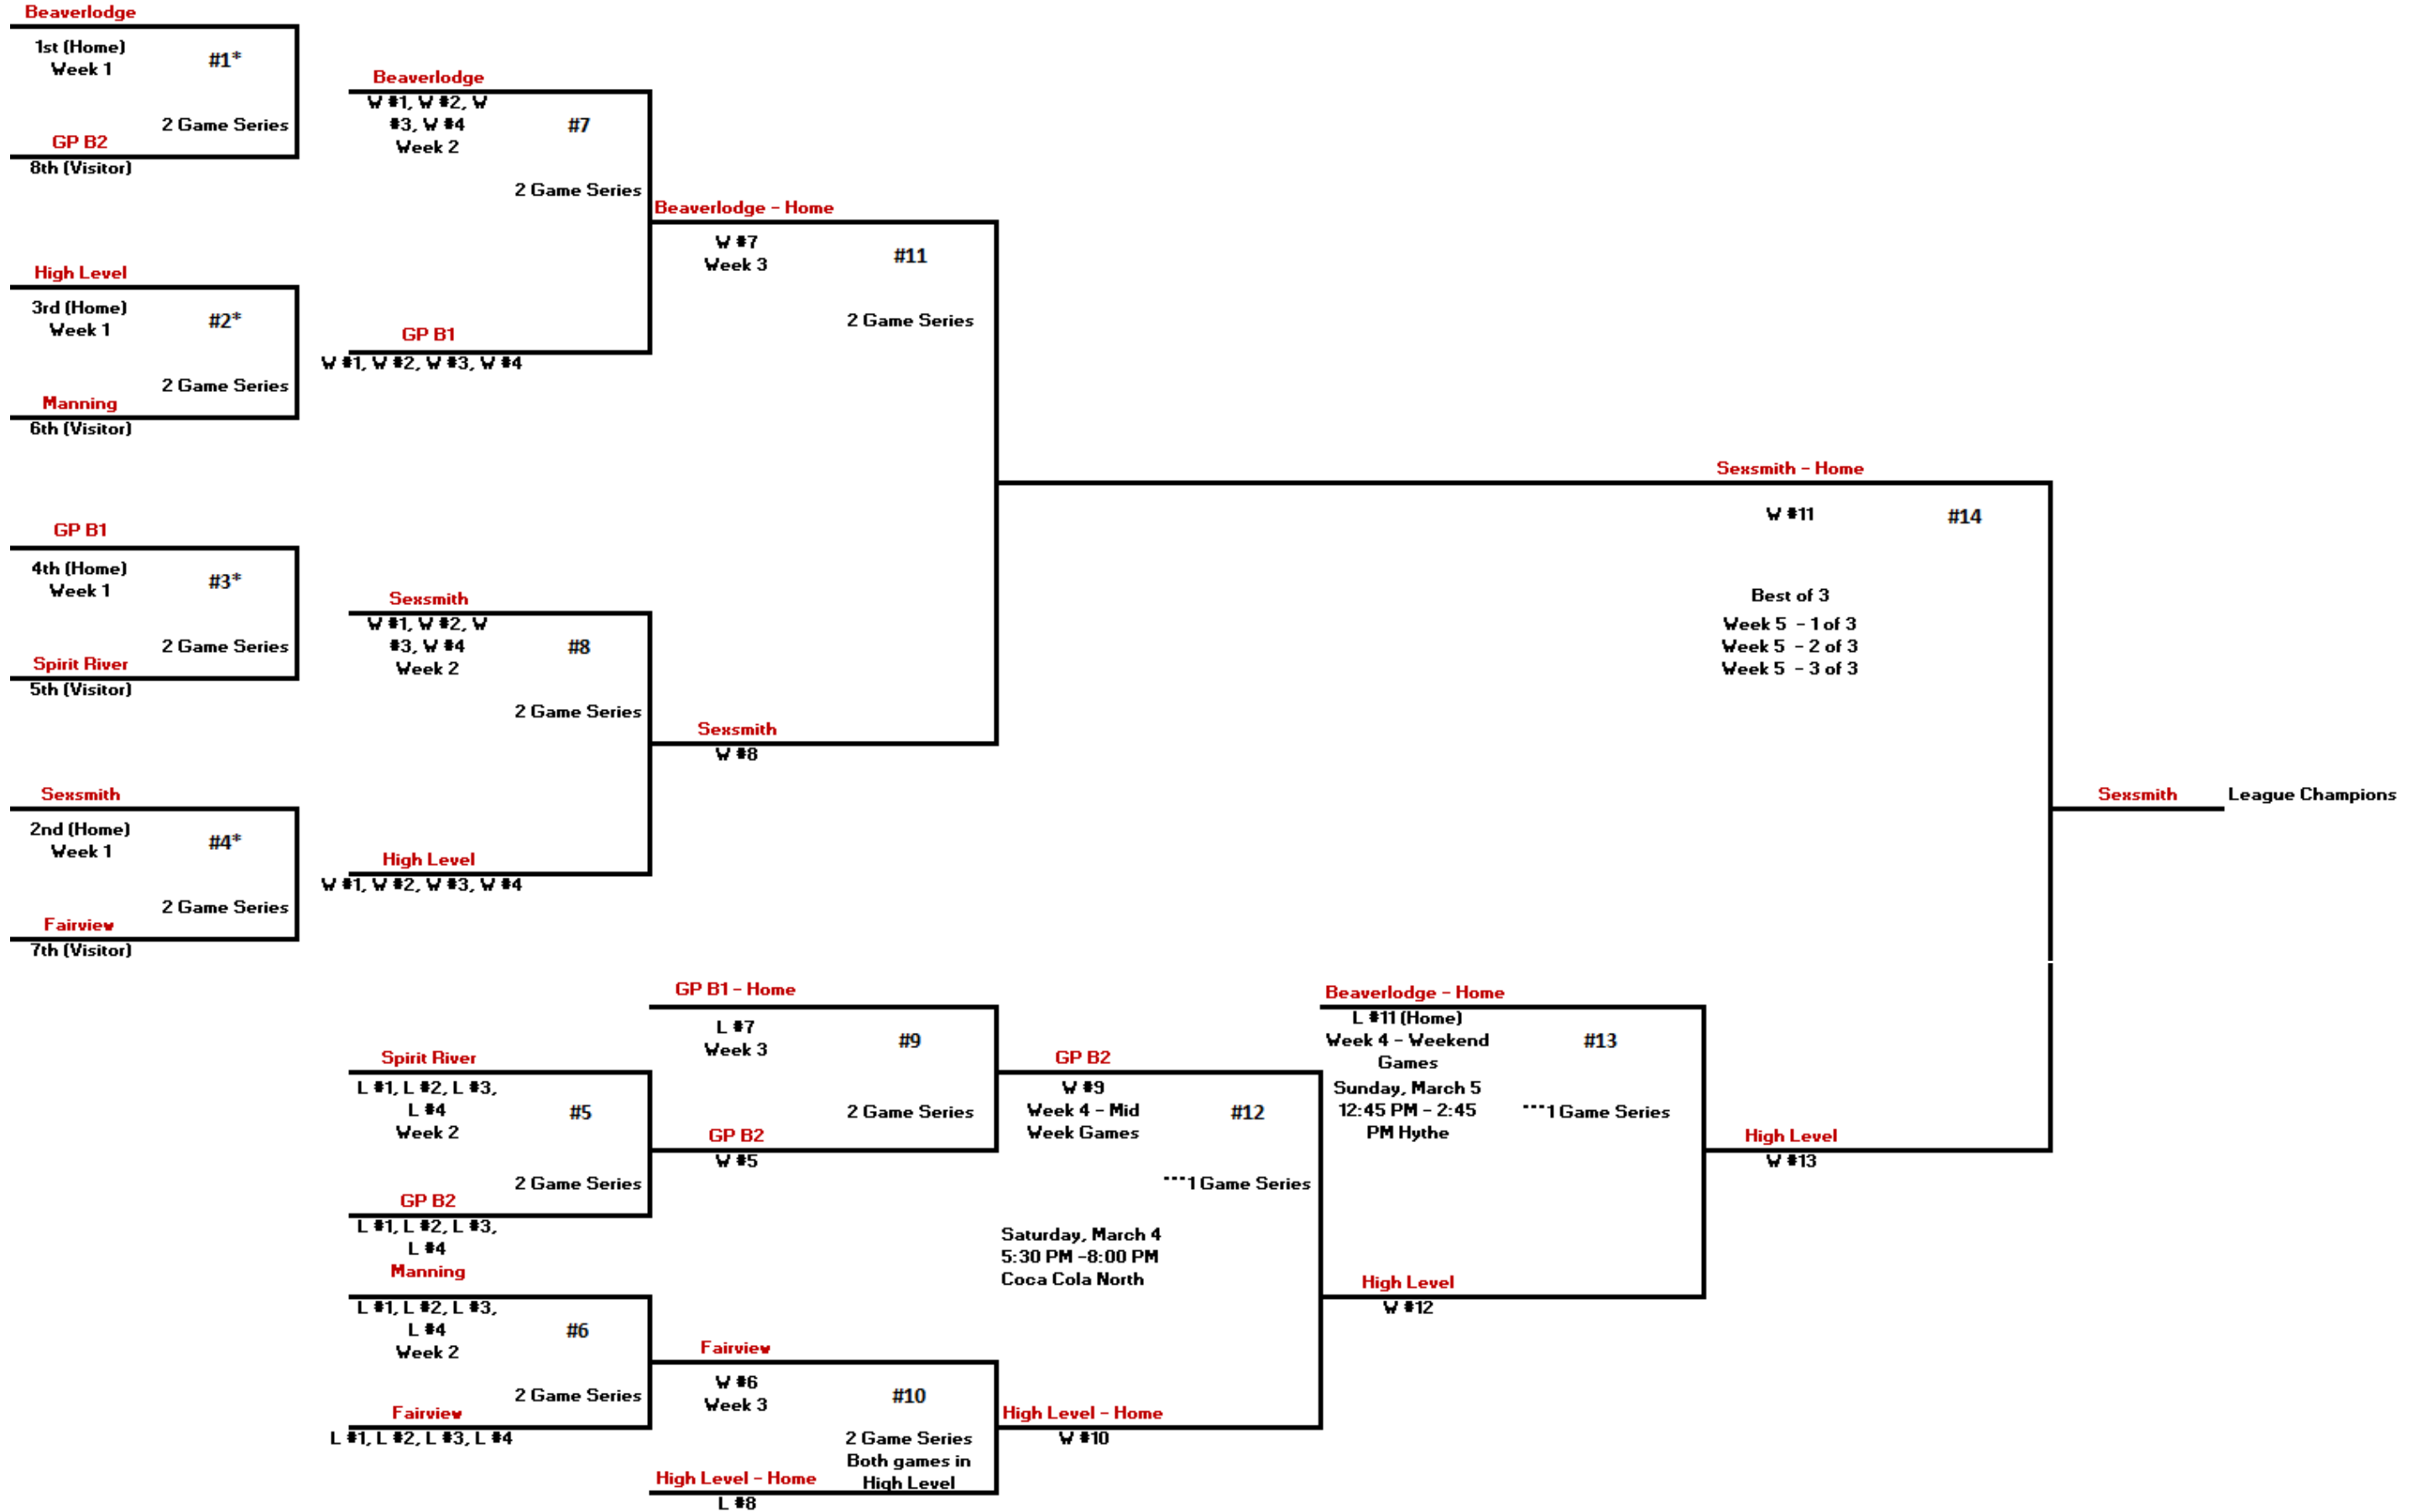 Beaverlodge
1st (Home)
Week 1
#1*
2 Game Series
GP B2
8th (Visitor)
High Level
3rd (Home)
Week 1
#2*
2 Game Series
Manning
6th (Visitor)
GP B1
4th (Home)
Week 1
#3*
2 Game Series
Spirit River
5th (Visitor)
Sexsmith
2nd (Home)
Week 1
#4*
2 Game Series
Fairview
7th (Visitor)
Beaverlodge
W #1, W #2, W
#3, W #4
Week 2
#7
2 Game Series
GP B1
W #1, W #2, W #3, W #4
Sexsmith
W #1, W #2, W
#3, W #4
Week 2
#8
2 Game Series
High Level
W #1, W #2, W #3, W #4
Beaverlodge - Home
W #7
Week 3
#11
2 Game Series
Sexsmith
W #8
Sexsmith - Home
W #11
#14
Best of 3
Week 5 - 1 of 3
Week 5 - 2 of 3
Week 5 - 3 of 3
Sexsmith
League Champions
Spirit River
L #1, L #2, L #3,
L #4
Week 2
#5
2 Game Series
GP B2
L #1, L #2, L #3,
L #4
Manning
L #1, L #2, L #3,
L #4
Week 2
#6
2 Game Series
Fairview
L #1, L #2, L #3, L #4
GP B1 - Home
L #7
Week 3
#9
2 Game Series
GP B2
W #5
Fairview
W #6
Week 3
#10
2 Game Series
Both games in
High Level
High Level - Home
L #8
GP B2
W #9
Week 4 - Mid
Week Games
#12
***1 Game Series
Saturday, March 4
5:30 PM -8:00 PM
Coca Cola North
High Level - Home
W #10
Beaverlodge - Home
L #11 (Home)
Week 4 - Weekend
Games
Sunday, March 5
12:45 PM - 2:45
PM Hythe
#13
***1 Game Series
High Level
W #12
High Level
W #13